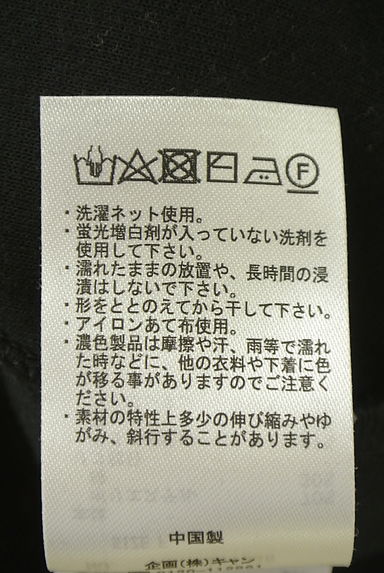 F
・洗濯ネット使用。
・蛍光増白剤が入っていない洗剤を
使用して下さい。
・濡れたままの放置や、長時間の浸
漬はしないで下さい。
・形をととのえてから干して下さい。
・アイロンあて布使用。
・濃色製品は摩擦や汗、雨等で濡れ
た時などに、他の衣料や下着に色
が移る事がありますのでご注意く
ださい。
・素材の特性上多少の伸び縮みやゆ
がみ、斜行することがあります。
中国製
企画(株)キャン